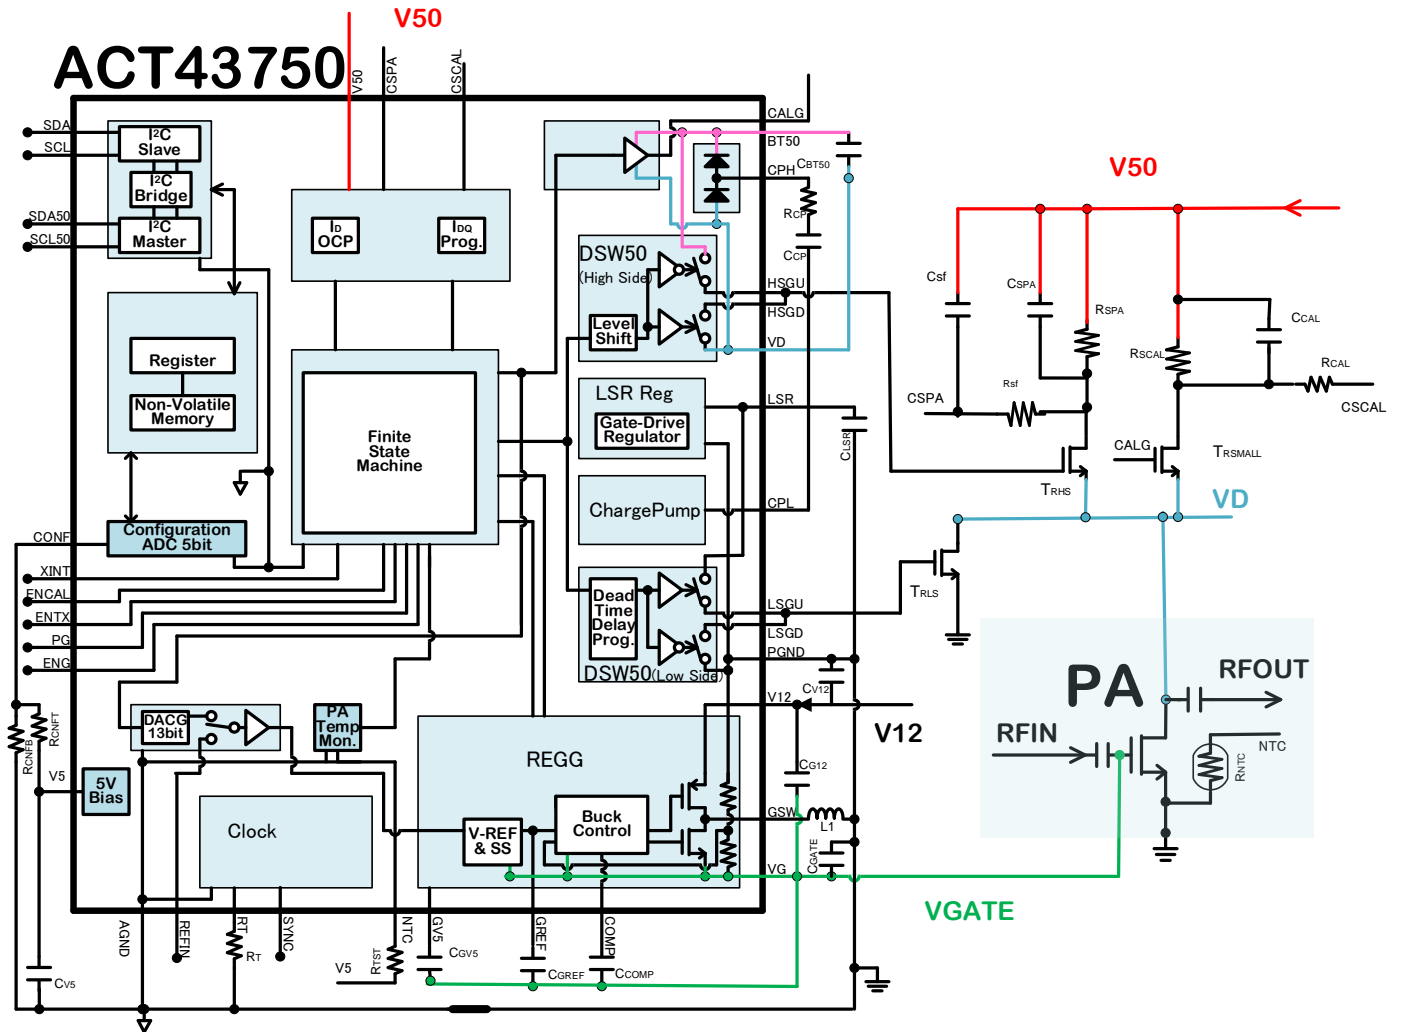 V50
ACT43750
V50
CSPA
CSCAL
SDA
SCL
SDA50
SCL50
I²C
Slave
I²C
Bridge
I²C
Master
ID
OCP
IDQ
Prog.
CALG
BT50
CBT50
CPH
RCP
CCP
DSW50
(High Side)
Level
Shift
HSGU
HSGD
VD
V50
Csf
CSPA
RSPA
CCAL
RSCAL
RCAL
CSPA
Rsf
CSCAL
CALG
TRSMALL
TRHS
VD
Register
Non-Volatile
Memory
Finite
State
Machine
LSR Reg
Gate-Drive
Regulator
LSR
CLSR
ChargePump
CPL
Configuration
ADC 5bit
CONF
XINT
ENCAL
ENTX
PG
ENG
Dead
Time
Delay
Prog.
DSW50(Low Side)
LSGU
LSGD
PGND
CV12
V12
V12
TRLS
PA
RFOUT
RFIN
NTC
RNTC
RCNFB
RCNFT
DACG
13bit
PA
Temp
Mon.
REGG
CG12
V5
5V
Bias
Clock
V-REF
& SS
Buck
Control
GSW
L1
CGATE
VG
VGATE
AGND
REFIN
RT
SYNC
NTC
GV5
GREF
COMP
RT
RTST
V5
CV5
CGV5
CGREF
CCOMP